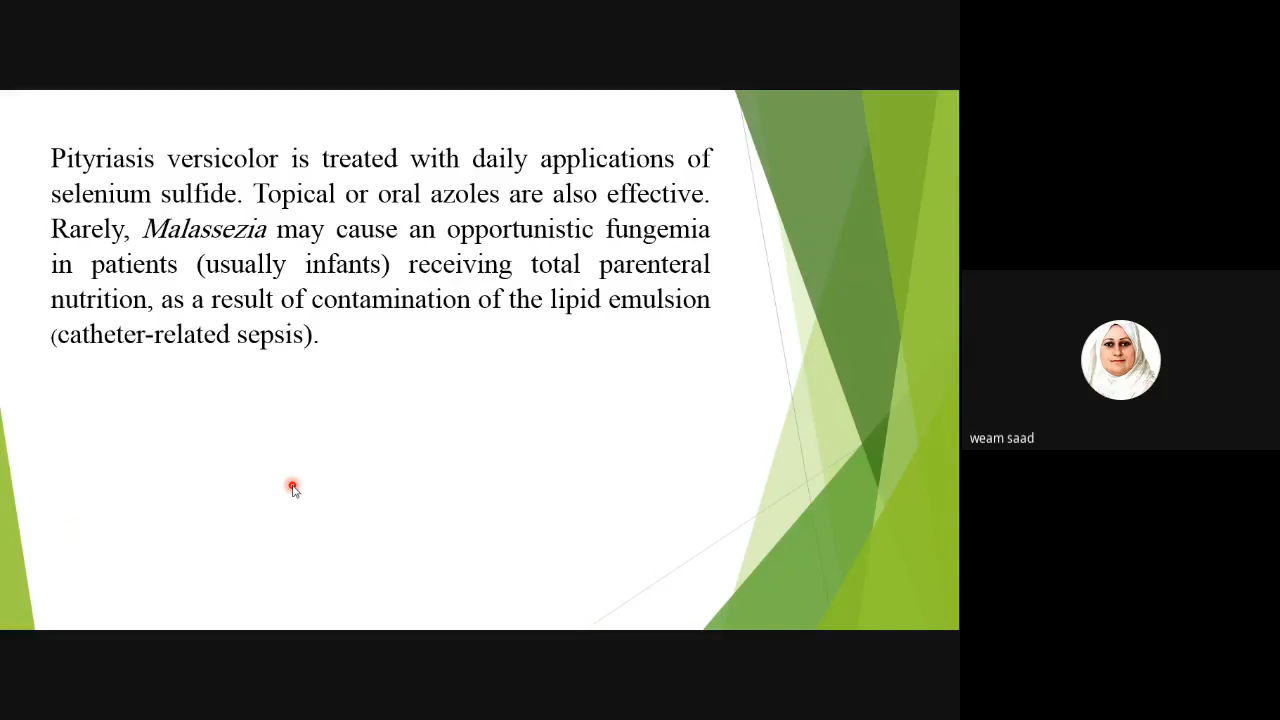 Pityriasis versicolor is treated with daily applications of
selenium sulfide. Topical or oral azoles are also effective.
Rarely, Malassezia may cause an opportunistic fungemia
in patients (usually infants) receiving total parenteral
nutrition, as a result of contamination of the lipid emulsion
(catheter-related sepsis).
weam saad